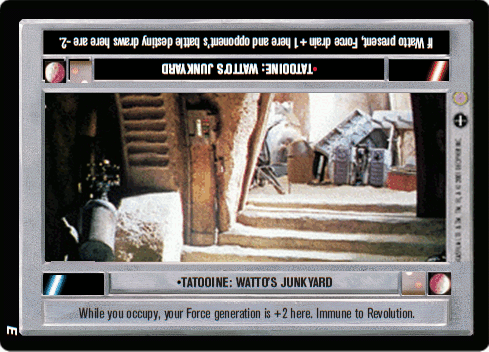 If Watto present, Force drain +1 here and opponent's battle destiny draws here are -2.
•TATOOINE: WATTO'S JUNKYARD
•TATOOINE: WATTO'S JUNKYARD
While you occupy, your Force generation is +2 here. Immune to Revolution.
E